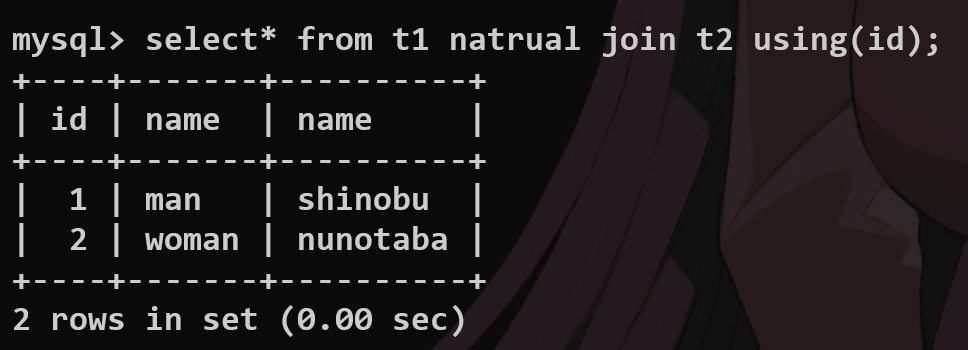 mysql> select* from t1 natrual join t2 using(id);
+----+-------+----------+
| id | name  | name     |
+----+-------+----------+
|  1 | man   | shinobu  |
|  2 | woman | nunotaba |
+----+-------+----------+
2 rows in set (0.00 sec)